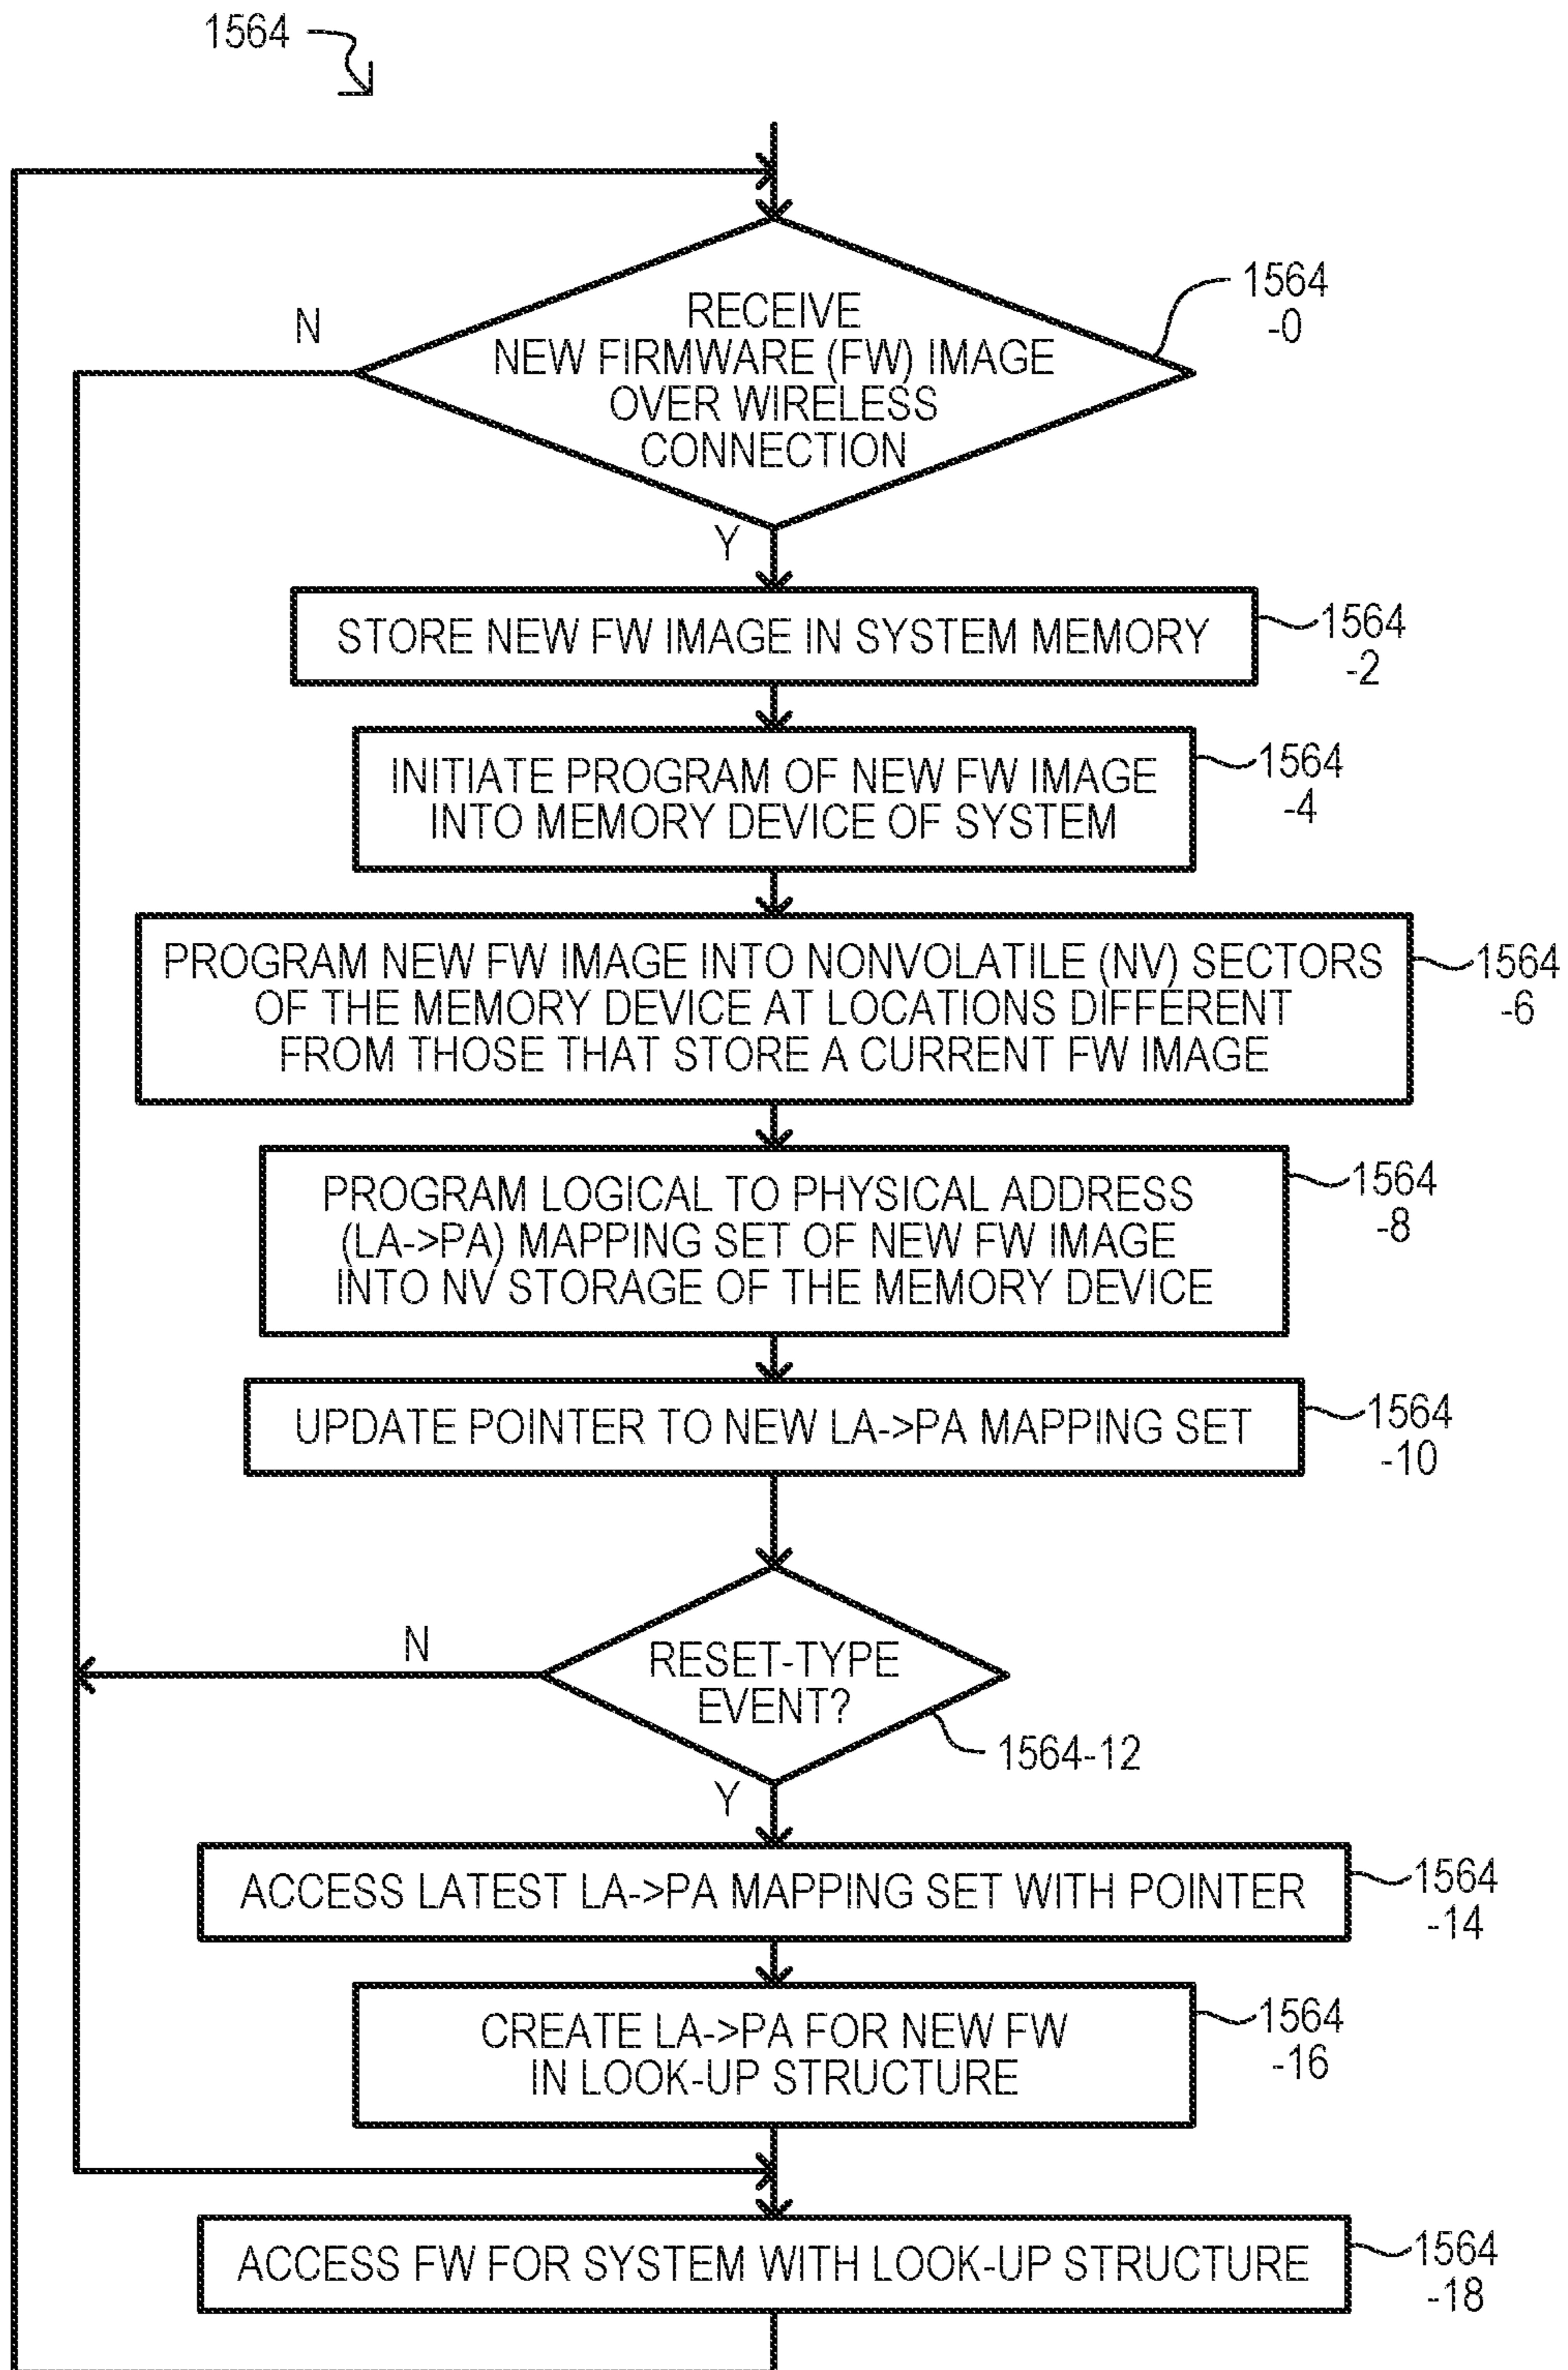 1564
RECEIVE
NEW FIRMWARE (FW) IMAGE
OVER WIRELESS
CONNECTION
1564
-0
N
Y
STORE NEW FW IMAGE IN SYSTEM MEMORY
1564
-2
INITIATE PROGRAM OF NEW FW IMAGE
INTO MEMORY DEVICE OF SYSTEM
1564
-4
PROGRAM NEW FW IMAGE INTO NONVOLATILE (NV) SECTORS
OF THE MEMORY DEVICE AT LOCATIONS DIFFERENT
FROM THOSE THAT STORE A CURRENT FW IMAGE
1564
-6
PROGRAM LOGICAL TO PHYSICAL ADDRESS
(LA->PA) MAPPING SET OF NEW FW IMAGE
INTO NV STORAGE OF THE MEMORY DEVICE
1564
-8
UPDATE POINTER TO NEW LA->PA MAPPING SET
1564
-10
N
RESET-TYPE
EVENT?
1564-12
Y
ACCESS LATEST LA->PA MAPPING SET WITH POINTER
1564
-14
CREATE LA->PA FOR NEW FW
IN LOOK-UP STRUCTURE
1564
-16
ACCESS FW FOR SYSTEM WITH LOOK-UP STRUCTURE
1564
-18